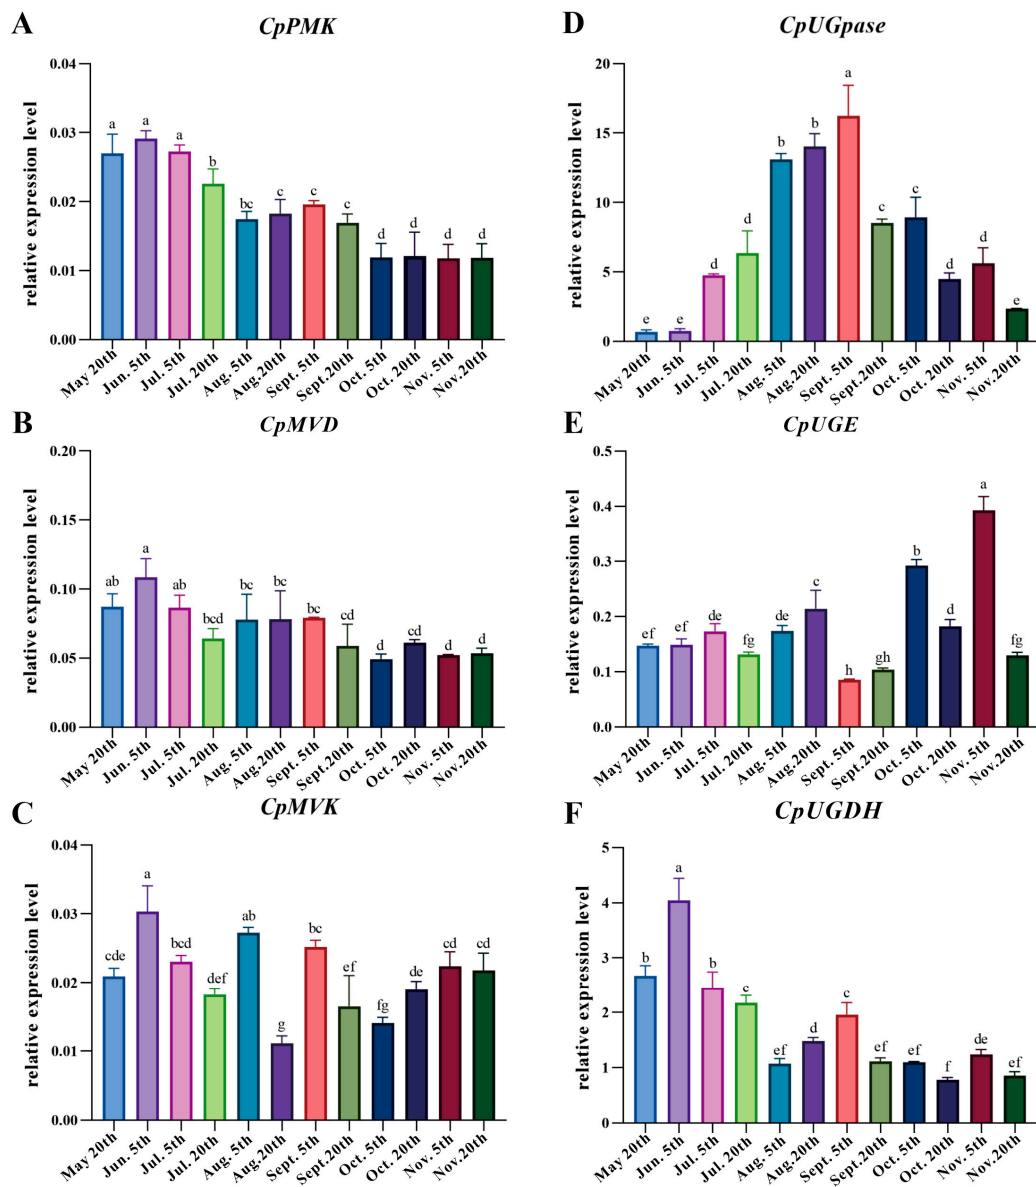 A
CpPMK
relative expression level
0.04
0.03
0.02
0.01
0.00
a a a b bc c c c d d d d
May 20th Jun. 5th Jul. 5th Jul. 20th Aug. 5th Aug.20th Sept. 5th Sept.20th Oct. 5th Oct. 20th Nov. 5th Nov.20th
B
CpMVD
relative expression level
0.20
0.15
0.10
0.05
0.00
ab a ab bcd bc bc bc cd d cd d d
May 20th Jun. 5th Jul. 5th Jul. 20th Aug. 5th Aug.20th Sept. 5th Sept.20th Oct. 5th Oct. 20th Nov. 5th Nov.20th
C
CpMVK
relative expression level
0.04
0.03
0.02
0.01
0.00
cde a bcd def ab g bc ef fg de cd cd
May 20th Jun. 5th Jul. 5th Jul. 20th Aug. 5th Aug.20th Sept. 5th Sept.20th Oct. 5th Oct. 20th Nov. 5th Nov.20th
D
CpUGpase
relative expression level
20
15
10
5
0
e e d d b b a c c d d e
May 20th Jun. 5th Jul. 5th Jul. 20th Aug. 5th Aug.20th Sept. 5th Sept.20th Oct. 5th Oct. 20th Nov. 5th Nov.20th
E
CpUGE
relative expression level
0.5
0.4
0.3
0.2
0.1
0.0
ef ef de fg de c h gh b d a fg
May 20th Jun. 5th Jul. 5th Jul. 20th Aug. 5th Aug.20th Sept. 5th Sept.20th Oct. 5th Oct. 20th Nov. 5th Nov.20th
F
CpUGDH
relative expression level
5
4
3
2
1
0
b a b c ef d c ef ef f de ef
May 20th Jun. 5th Jul. 5th Jul. 20th Aug. 5th Aug.20th Sept. 5th Sept.20th Oct. 5th Oct. 20th Nov. 5th Nov.20th